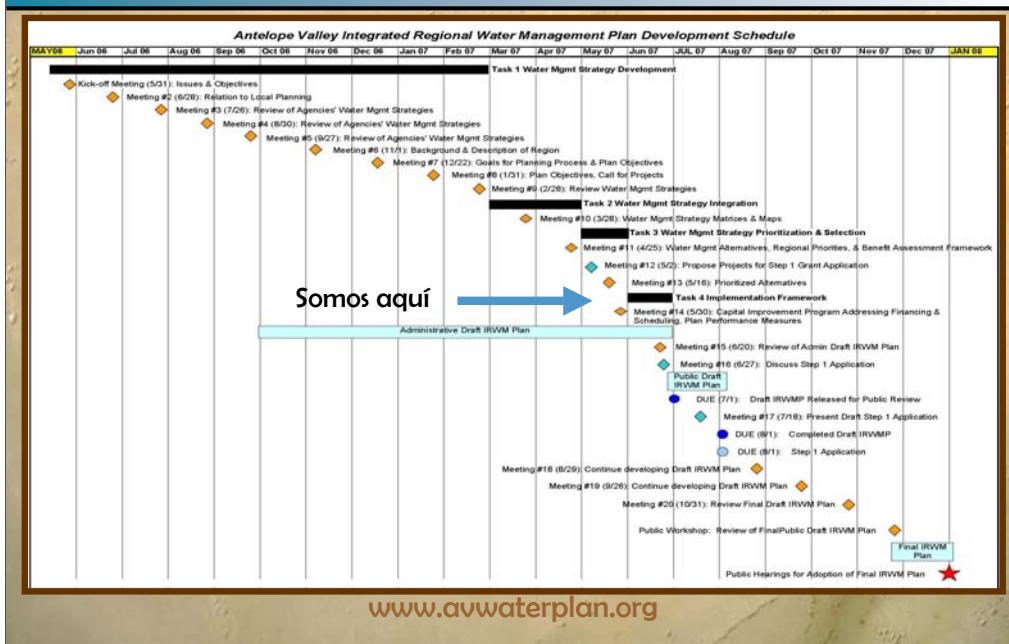 Antelope Valley Integrated Regional Water Management Plan Development Schedule
MAY06 Jun 06 Jul 06 Aug 06 Sep 06 Oct 06 Nov 06 Dec 06 Jan 07 Feb 07 Mar 07 Apr 07 May 07 Jun 07 JUL 07 Aug 07 Sep 07 Oct 07 Nov 07 Dec 07 JAN 08
Task 1 Water Mgmt Strategy Development
Kick-off Meeting (5/31): Issues & Objectives
Meeting #2 (6/28): Relation to Local Planning
Meeting #3 (7/26): Review of Agencies' Water Mgmt Strategies
Meeting #4 (8/30): Review of Agencies' Water Mgmt Strategies
Meeting #5 (9/27): Review of Agencies' Water Mgmt Strategies
Meeting #6 (11/1): Background & Description of Region
Meeting #7 (12/22): Goals for Planning Process & Plan Objectives
Meeting #8 (1/31): Plan Objectives, Call for Projects
Meeting #9 (2/28): Review Water Mgmt Strategies
Task 2 Water Mgmt Strategy Integration
Meeting #10 (3/28): Water Mgmt Strategy Matrices & Maps
Task 3 Water Mgmt Strategy Prioritization & Selection
Meeting #11 (4/25): Water Mgmt Alternatives, Regional Priorities, & Benefit Assessment Framework
Meeting #12 (5/2): Propose Projects for Step 1 Grant Application
Meeting #13 (5/16): Prioritized Alternatives
Somos aquí
Task 4 Implementation Framework
Meeting #14 (5/30): Capital Improvement Program Addressing Financing &
Scheduling, Plan Performance Measures
Administrative Draft IRWM Plan
Meeting #15 (6/20): Review of Admin Draft IRWM Plan
Meeting #16 (6/27): Discuss Step 1 Application
Public Draft
IRWM Plan
DUE (7/1): Draft IRWMP Released for Public Review
Meeting #17 (7/18): Present Draft Step 1 Application
DUE (8/1): Completed Draft IRWMP
DUE (8/1): Step 1 Application
Meeting #18 (8/29): Continue developing Draft IRWM Plan
Meeting #19 (9/26): Continue developing Draft IRWM Plan
Meeting #20 (10/31): Review Final Draft IRWM Plan
Public Workshop: Review of FinalPublic Draft IRWM Plan
Final IRWM
Plan
Public Hearings for Adoption of Final IRWM Plan
www.avwaterplan.org